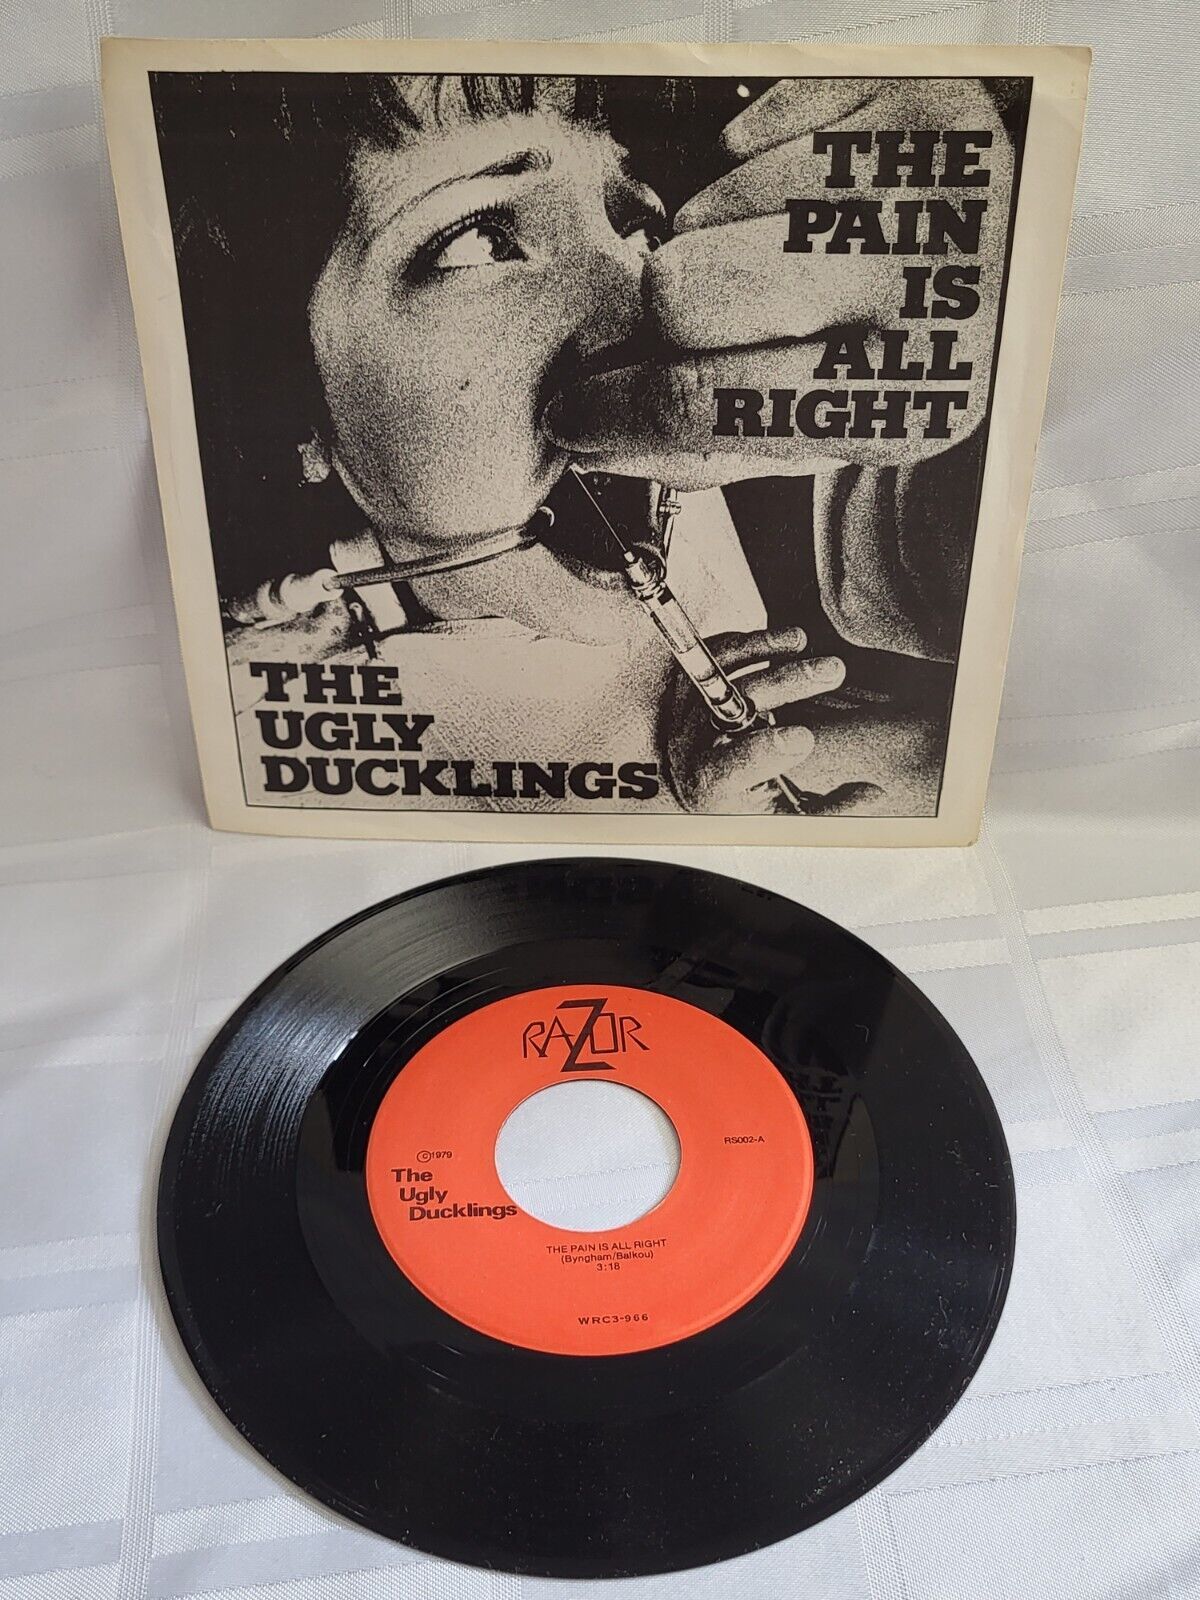 THE
PAIN
IS
ALL
RIGHT
THE
UGLY
DUCKLINGS
RAZOR
©1979
RS002-A
The
Ugly
Ducklings
THE PAIN IS ALL RIGHT
(Byngham/Balkou)
3:18
WRC3-966